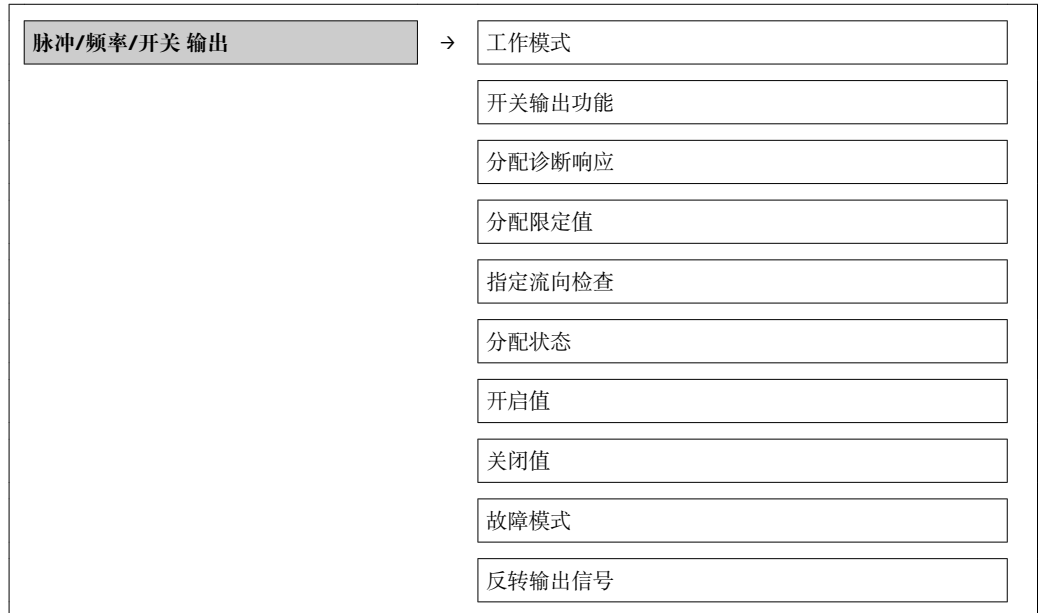 脉冲/频率/开关 输出 → 工作模式
开关输出功能
分配诊断响应
分配限定值
指定流向检查
分配状态
开启值
关闭值
故障模式
反转输出信号